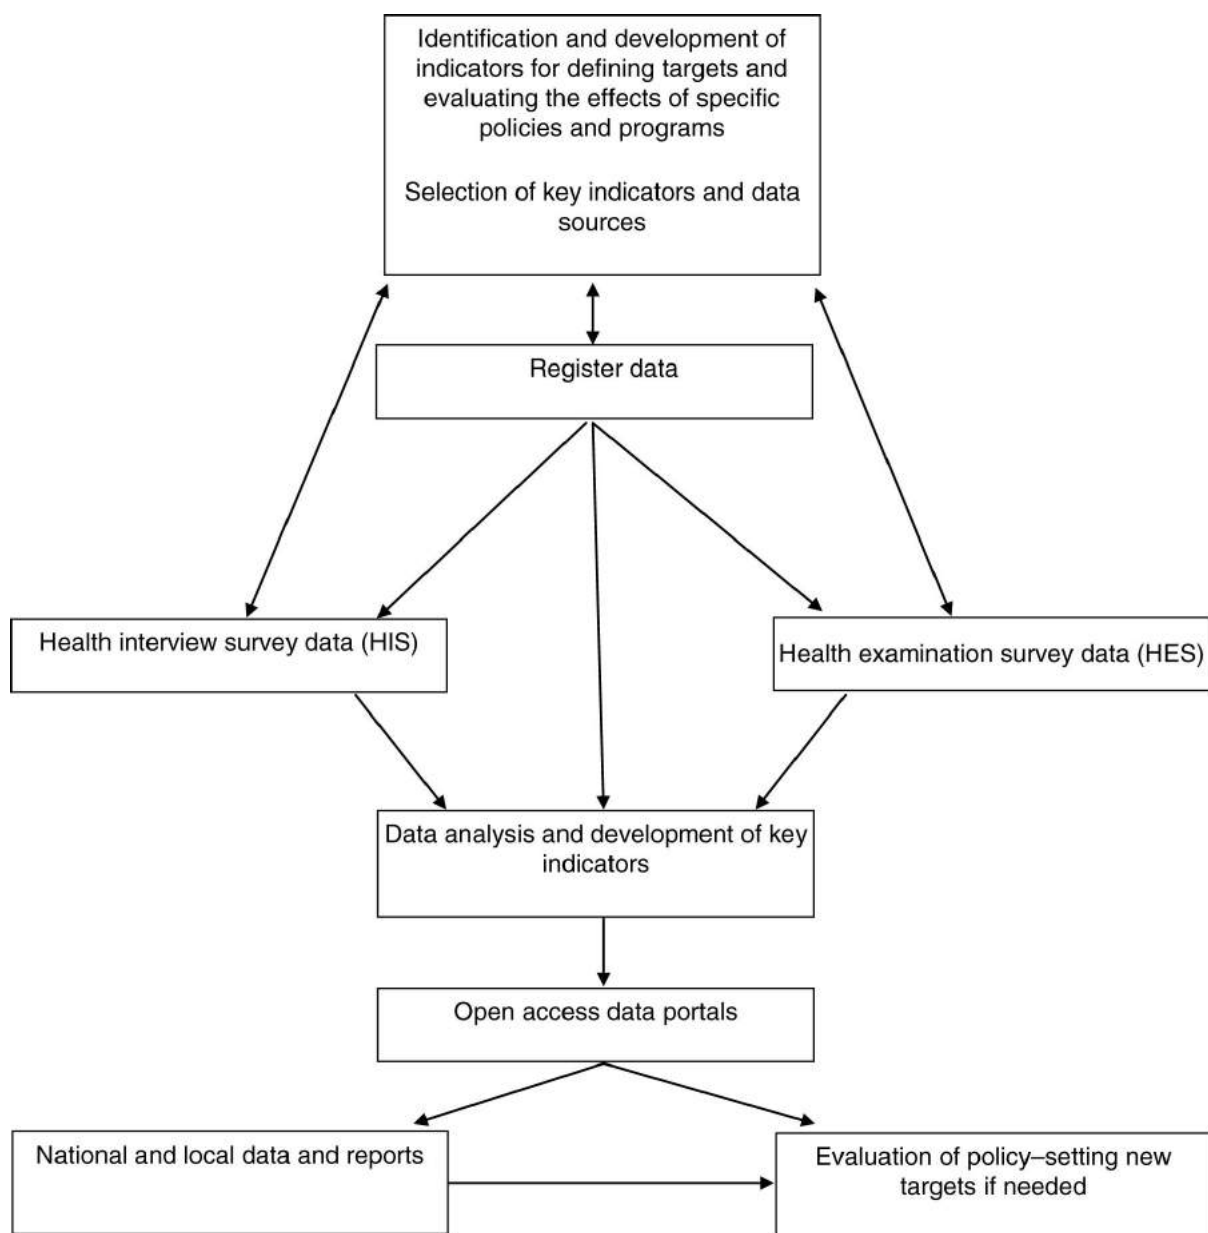 Identification and development of
indicators for defining targets and
evaluating the effects of specific
policies and programs
Selection of key indicators and data
sources
Register data
Health interview survey data (HIS)
Health examination survey data (HES)
Data analysis and development of key
indicators
Open access data portals
National and local data and reports
Evaluation of policy–setting new
targets if needed